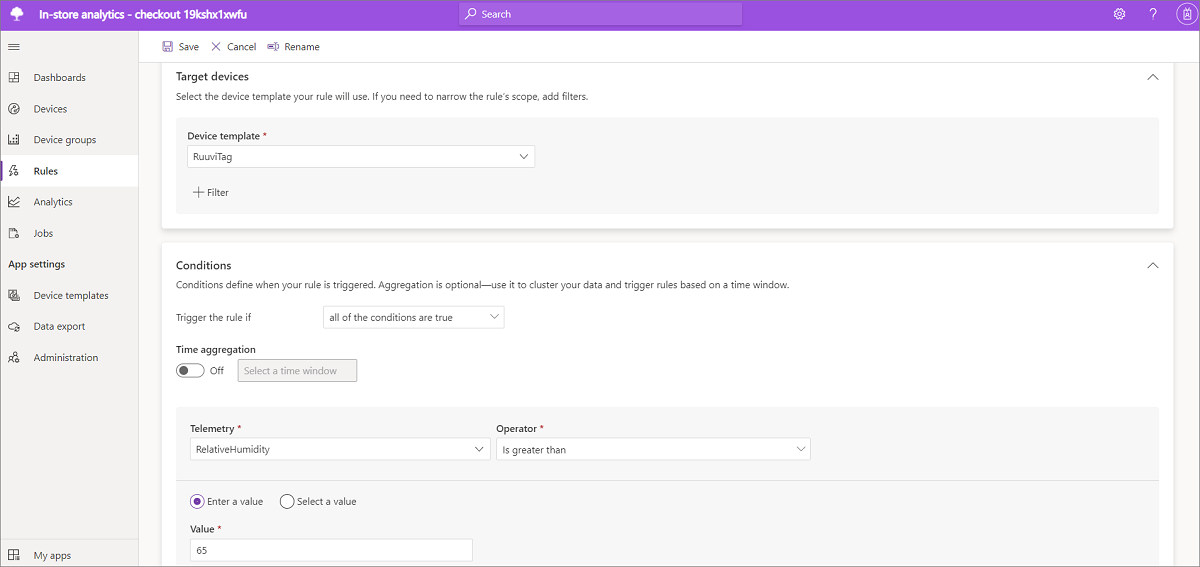 In-store analytics - checkout 19kshx1xwfu
Search
?
Save
Cancel
Rename
Dashboards
Devices
Device groups
Rules
Analytics
Jobs
App settings
Device templates
Data export
Administration
My apps
Target devices
Select the device template your rule will use. If you need to narrow the rule's scope, add filters.
Device template *
RuuviTag
Filter
Conditions
Conditions define when your rule is triggered. Aggregation is optional—use it to cluster your data and trigger rules based on a time window.
Trigger the rule if
all of the conditions are true
Time aggregation
Off
Select a time window
Telemetry *
Operator *
RelativeHumidity
Is greater than
Enter a value
Select a value
Value *
65